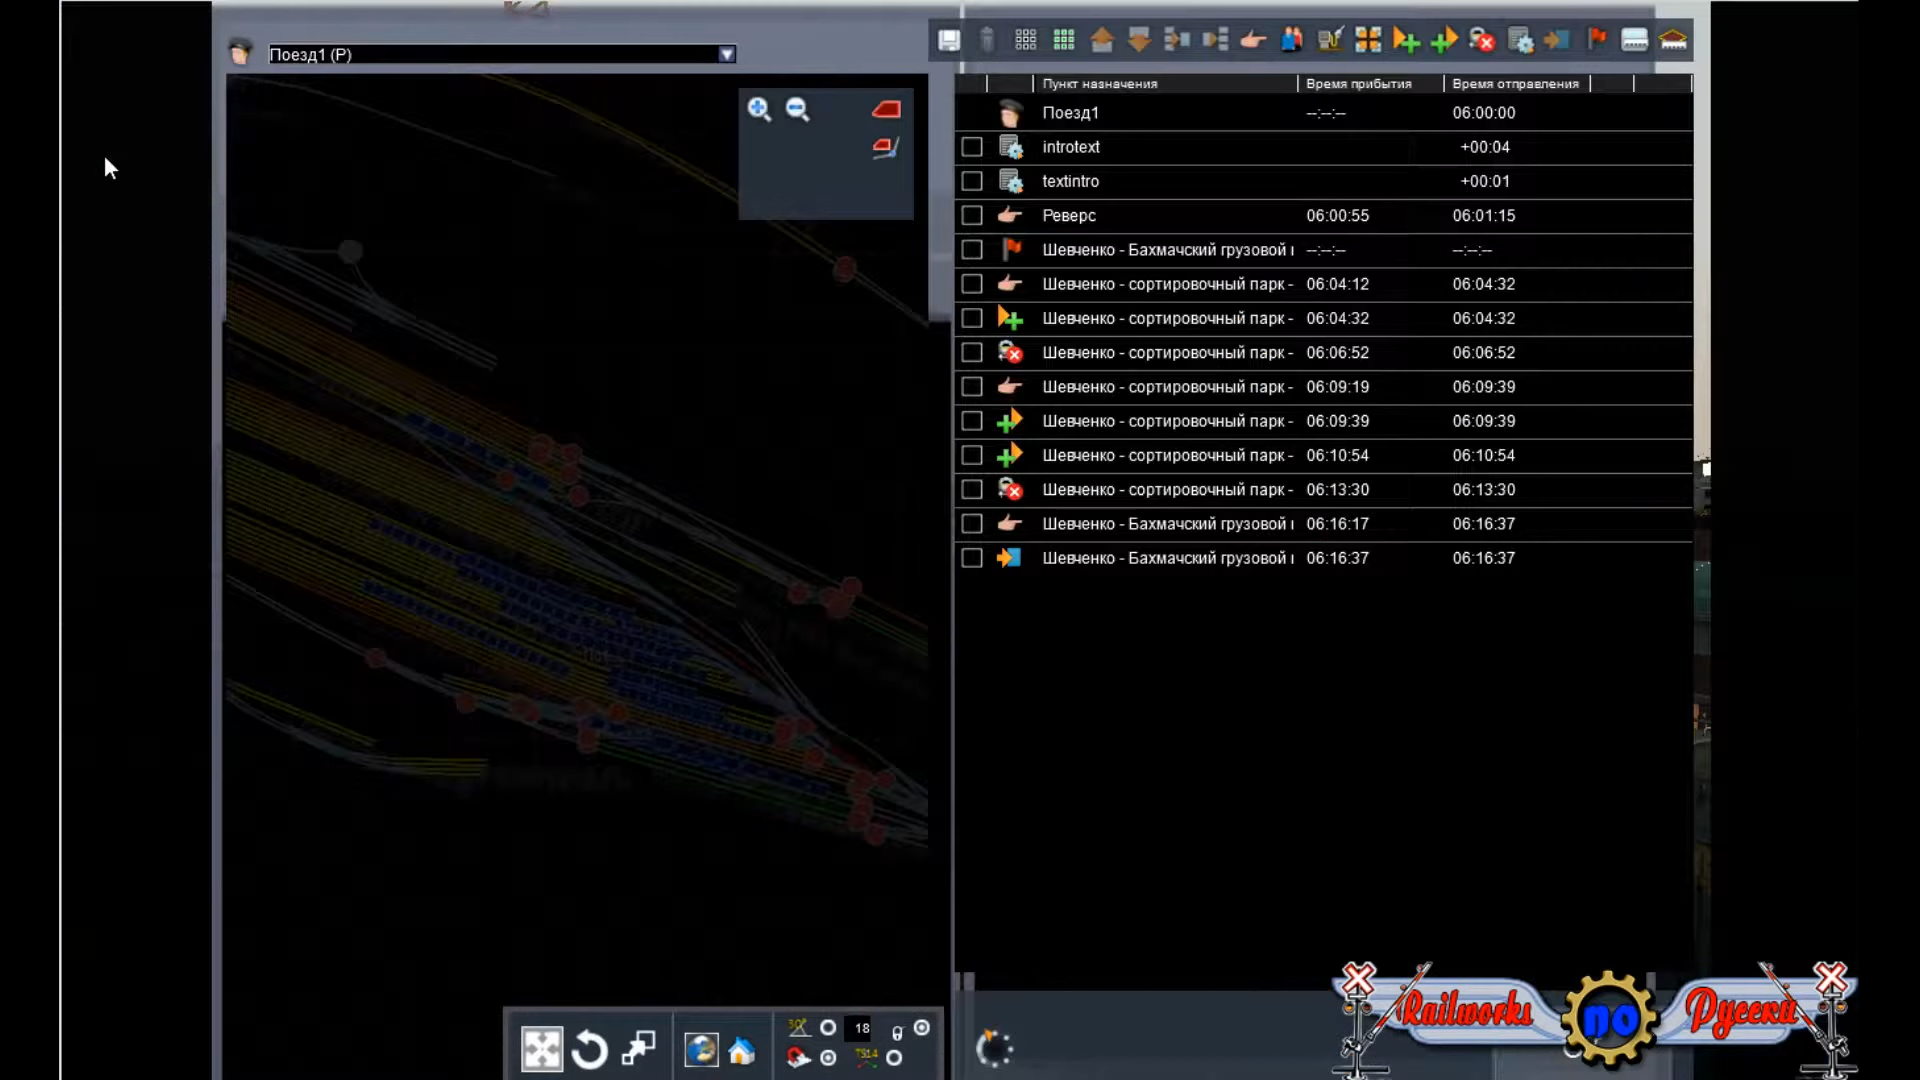 Поезд1 (Р)
Пункт назначения Время прибытия Время отправления
Поезд1 --:--:-- 06:00:00
introtext +00:04
textintro +00:01
Реверс 06:00:55 06:01:15
Шевченко - Бахмачский грузовой --:--:-- --:--:--
Шевченко - сортировочный парк - 06:04:12 06:04:32
Шевченко - сортировочный парк - 06:04:32 06:04:32
Шевченко - сортировочный парк - 06:06:52 06:06:52
Шевченко - сортировочный парк - 06:09:19 06:09:39
Шевченко - сортировочный парк - 06:09:39 06:09:39
Шевченко - сортировочный парк - 06:10:54 06:10:54
Шевченко - сортировочный парк - 06:13:30 06:13:30
Шевченко - Бахмачский грузовой 06:16:17 06:16:37
Шевченко - Бахмачский грузовой 06:16:37 06:16:37
30° 18
TS14
Railworks по Русски